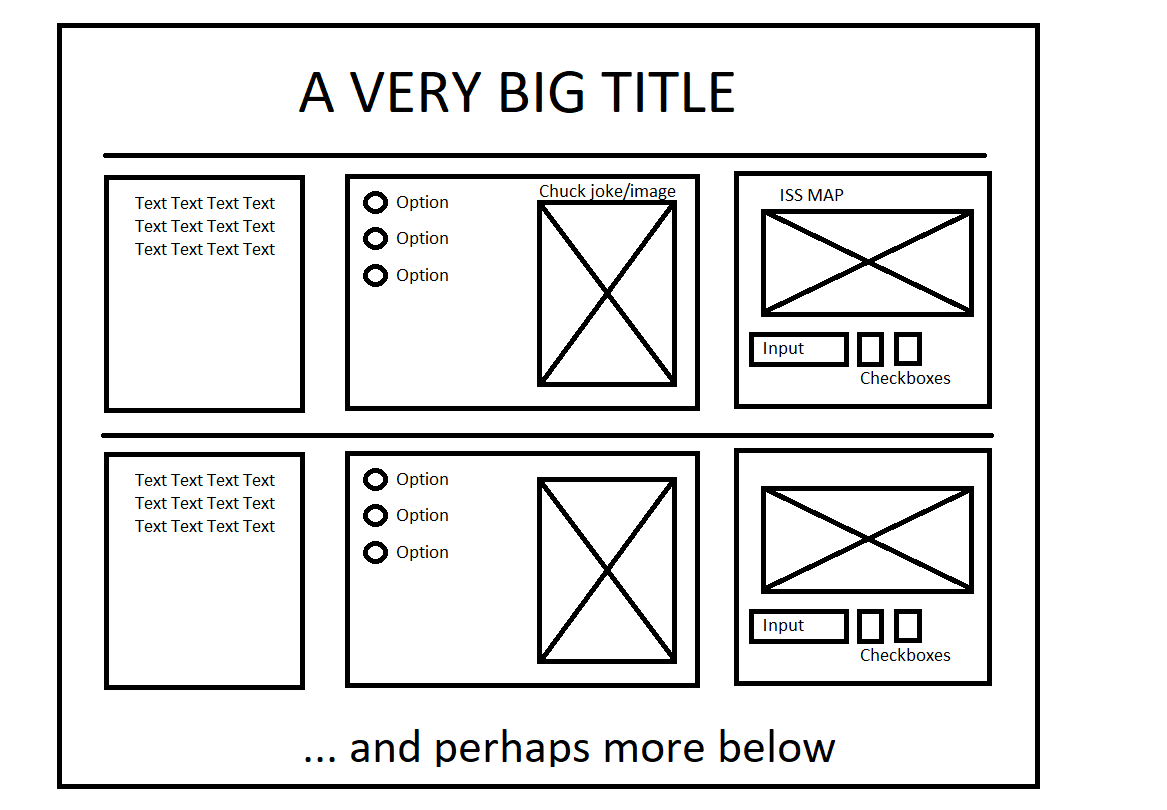 A VERY BIG TITLE
Text Text Text Text
Text Text Text Text
Text Text Text Text
Option
Option
Option
Chuck joke/image
ISS MAP
Input
Checkboxes
Text Text Text Text
Text Text Text Text
Text Text Text Text
Option
Option
Option
Input
Checkboxes
... and perhaps more below